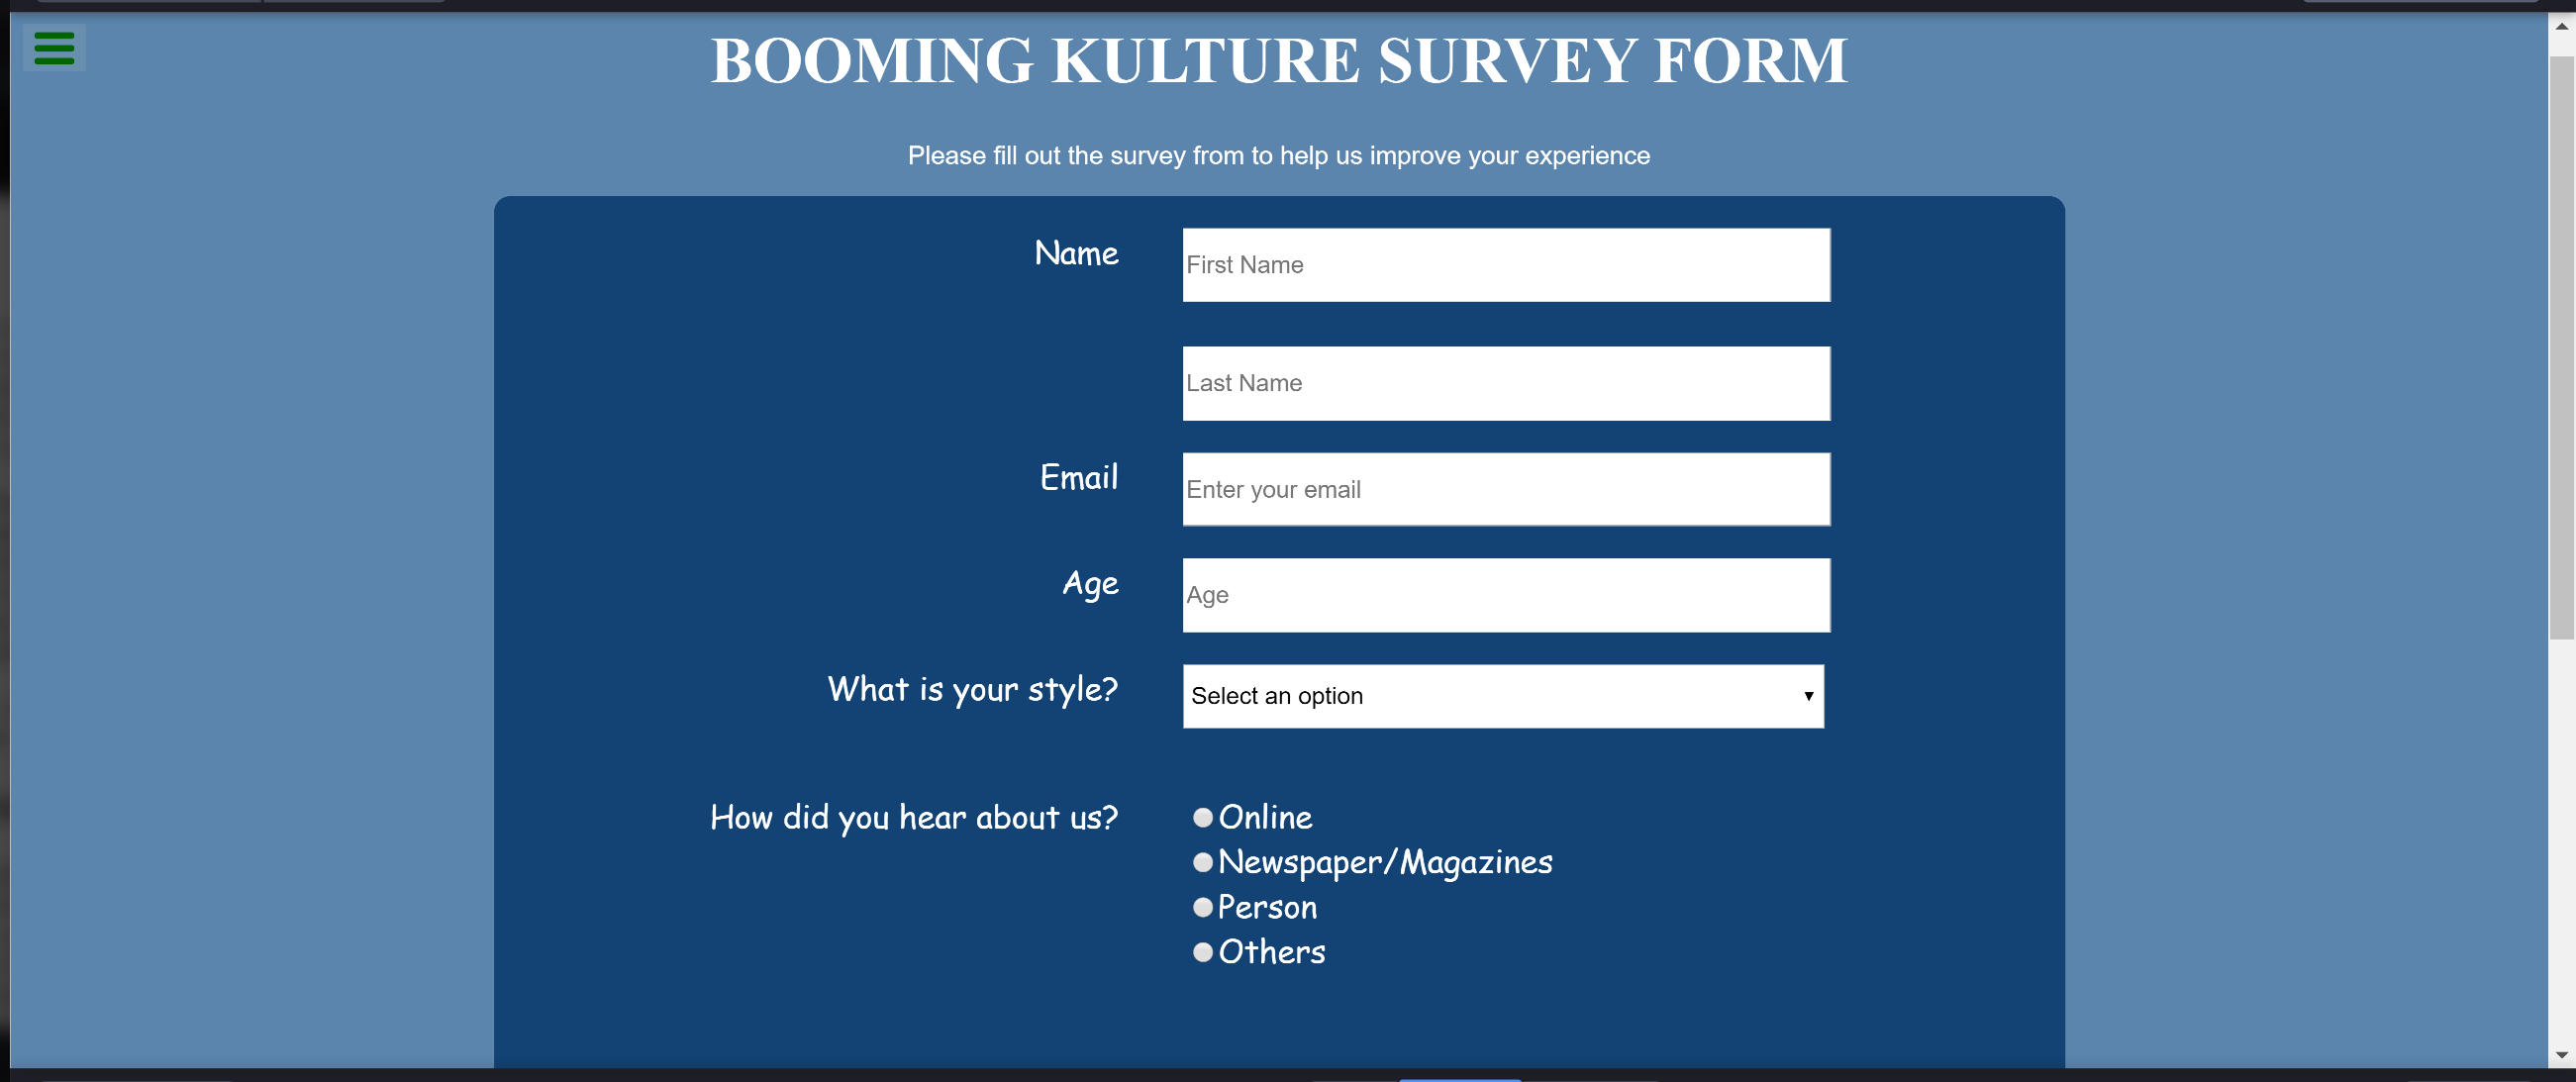 BOOMING KULTURE SURVEY FORM
Please fill out the survey from to help us improve your experience
Name
First Name
Last Name
Email
Enter your email
Age
Age
What is your style?
Select an option
How did you hear about us?
Online
Newspaper/Magazines
Person
Others